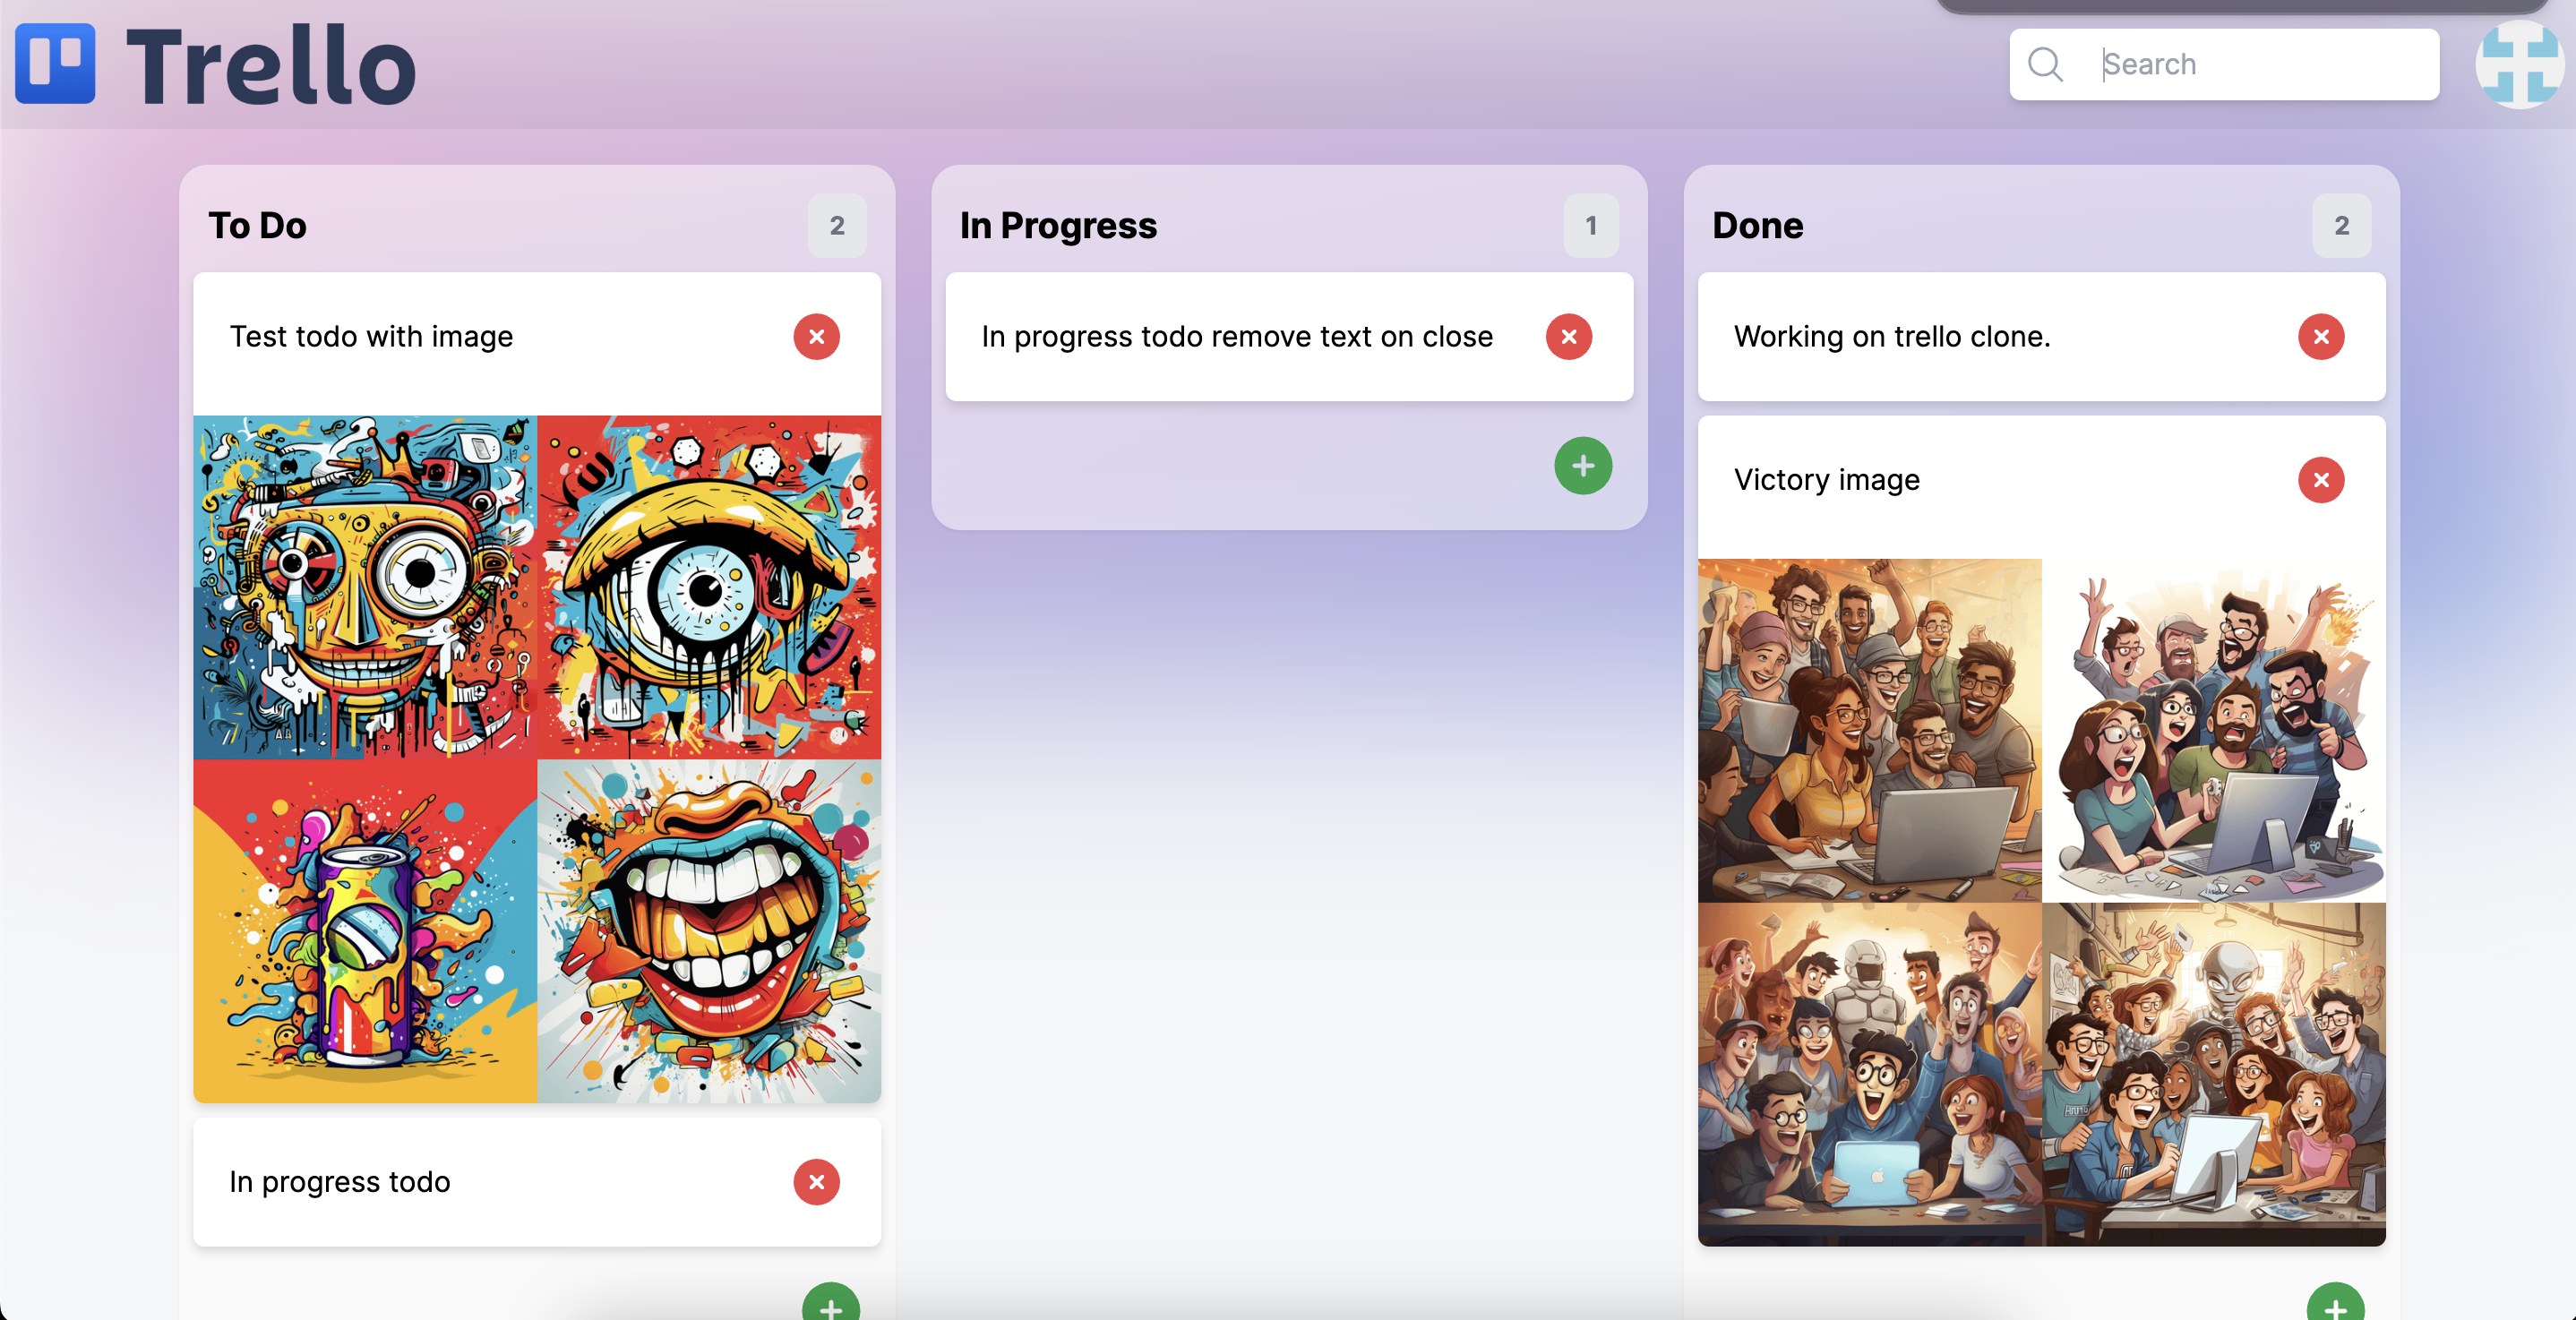 Trello
Search
To Do
2
Test todo with image
In progress todo
In Progress
1
In progress todo remove text on close
Done
2
Working on trello clone.
Victory image